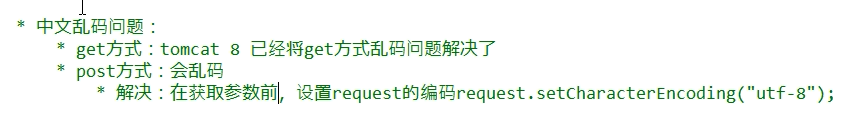 * 中文乱码问题：
* get方式：tomcat 8 已经将get方式乱码问题解决了
* post方式：会乱码
* 解决：在获取参数前，设置request的编码request.setCharacterEncoding("utf-8");